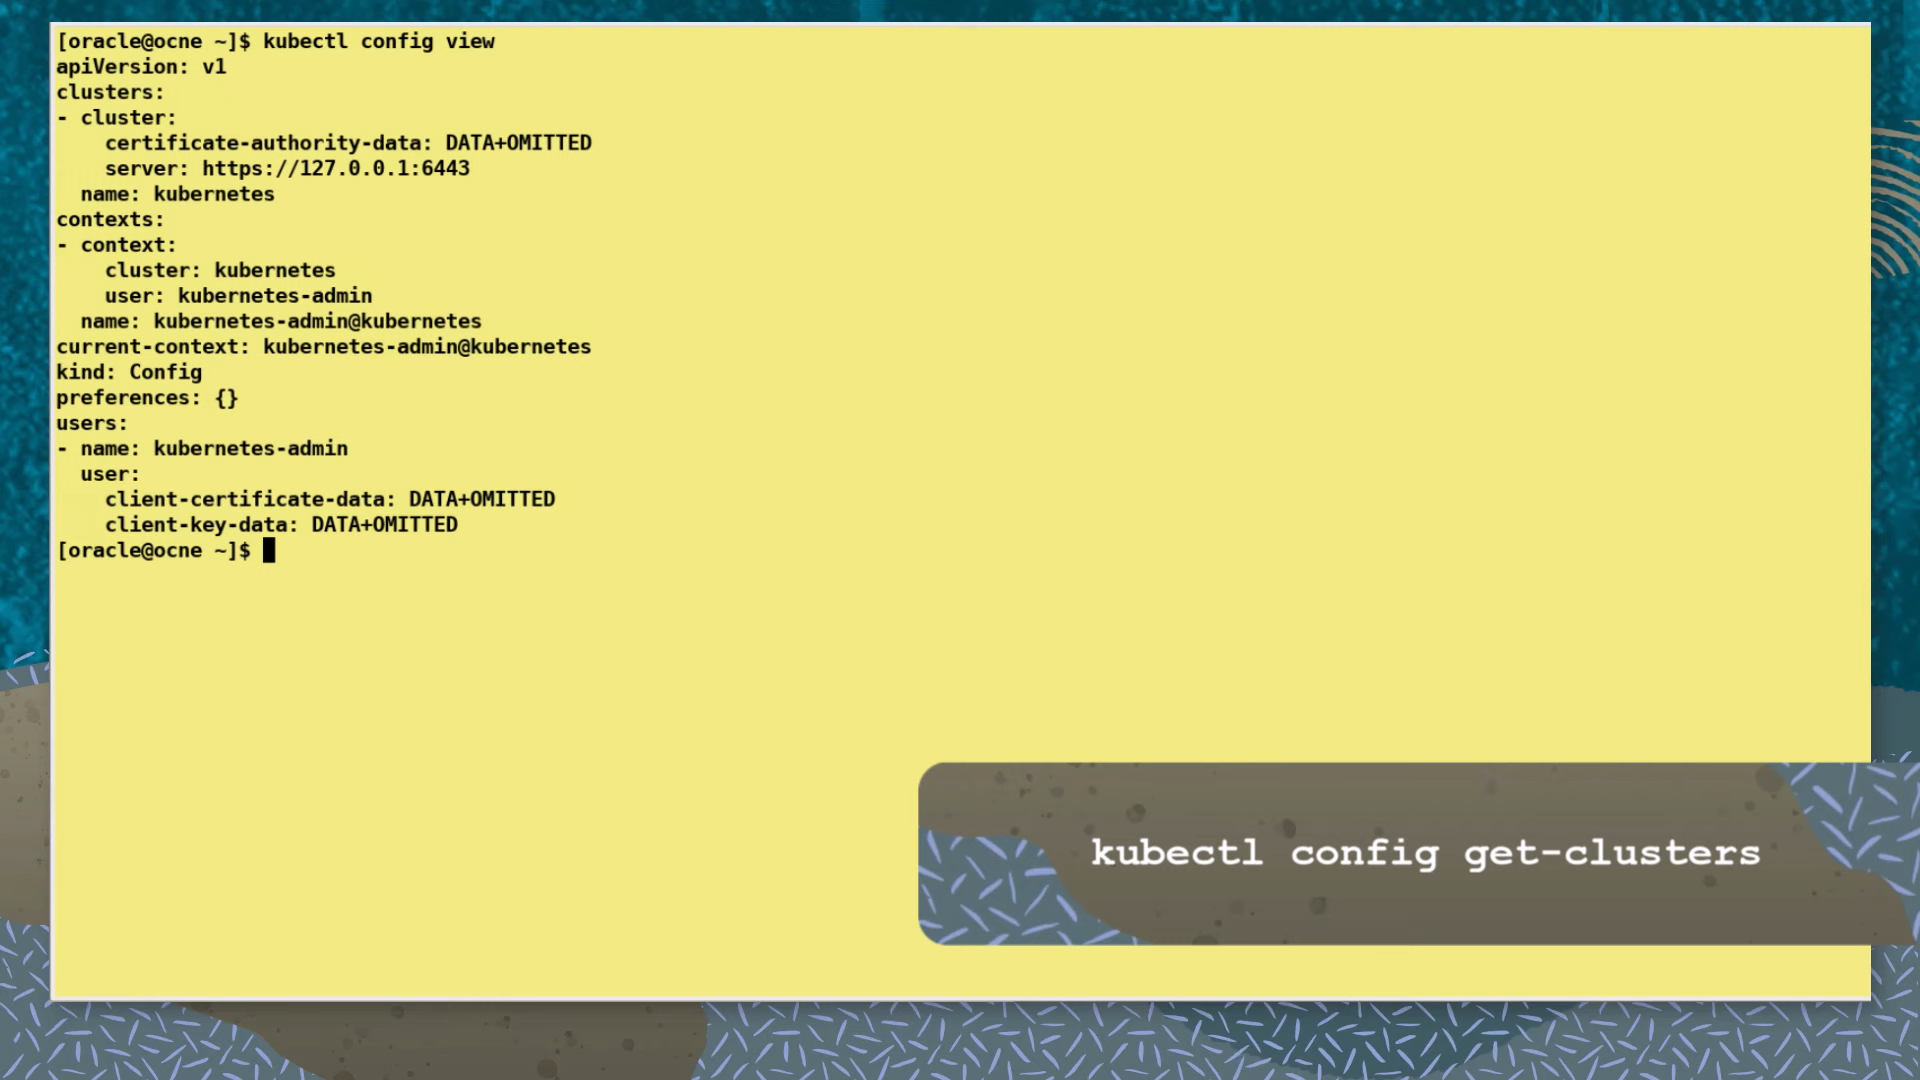 [oracle@ocne ~]$ kubectl config view
apiVersion: v1
clusters:
- cluster:
    certificate-authority-data: DATA+OMITTED
    server: https://127.0.0.1:6443
  name: kubernetes
contexts:
- context:
    cluster: kubernetes
    user: kubernetes-admin
  name: kubernetes-admin@kubernetes
current-context: kubernetes-admin@kubernetes
kind: Config
preferences: {}
users:
- name: kubernetes-admin
  user:
    client-certificate-data: DATA+OMITTED
    client-key-data: DATA+OMITTED
[oracle@ocne ~]$
kubectl config get-clusters